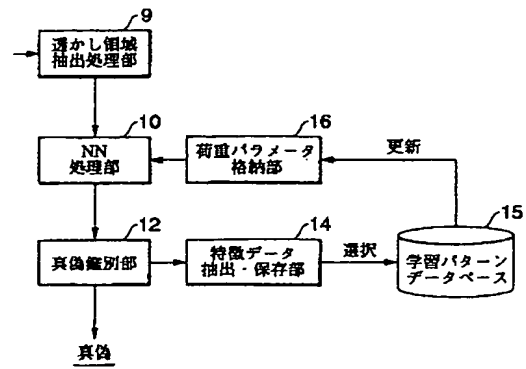 9
透かし領域
抽出処理部
10
NN
処理部
16
荷重パラメータ
格納部
更新
15
学習パターン
データベース
12
真偽鑑別部
14
特徴データ
抽出・保存部
選択
真偽